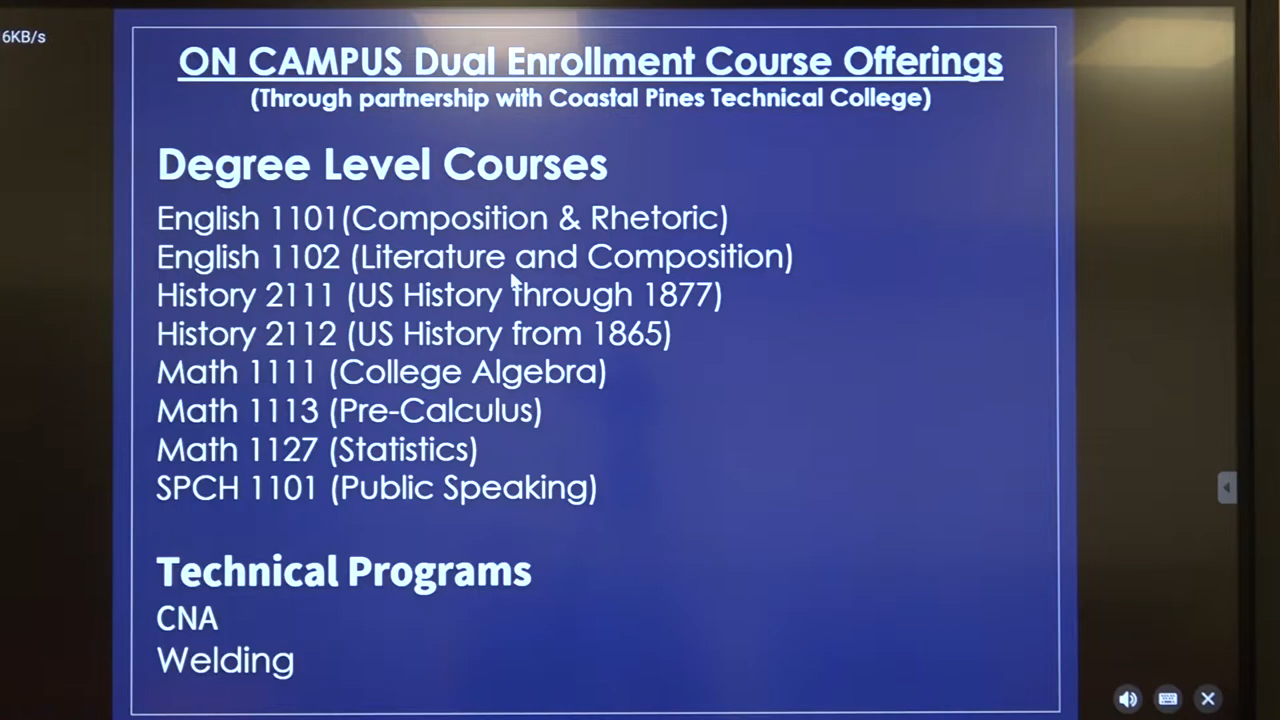 6KB/s
ON CAMPUS Dual Enrollment Course Offerings
(Through partnership with Coastal Pines Technical College)
Degree Level Courses
English 1101(Composition & Rhetoric)
English 1102 (Literature and Composition)
History 2111 (US History through 1877)
History 2112 (US History from 1865)
Math 1111 (College Algebra)
Math 1113 (Pre-Calculus)
Math 1127 (Statistics)
SPCH 1101 (Public Speaking)
Technical Programs
CNA
Welding